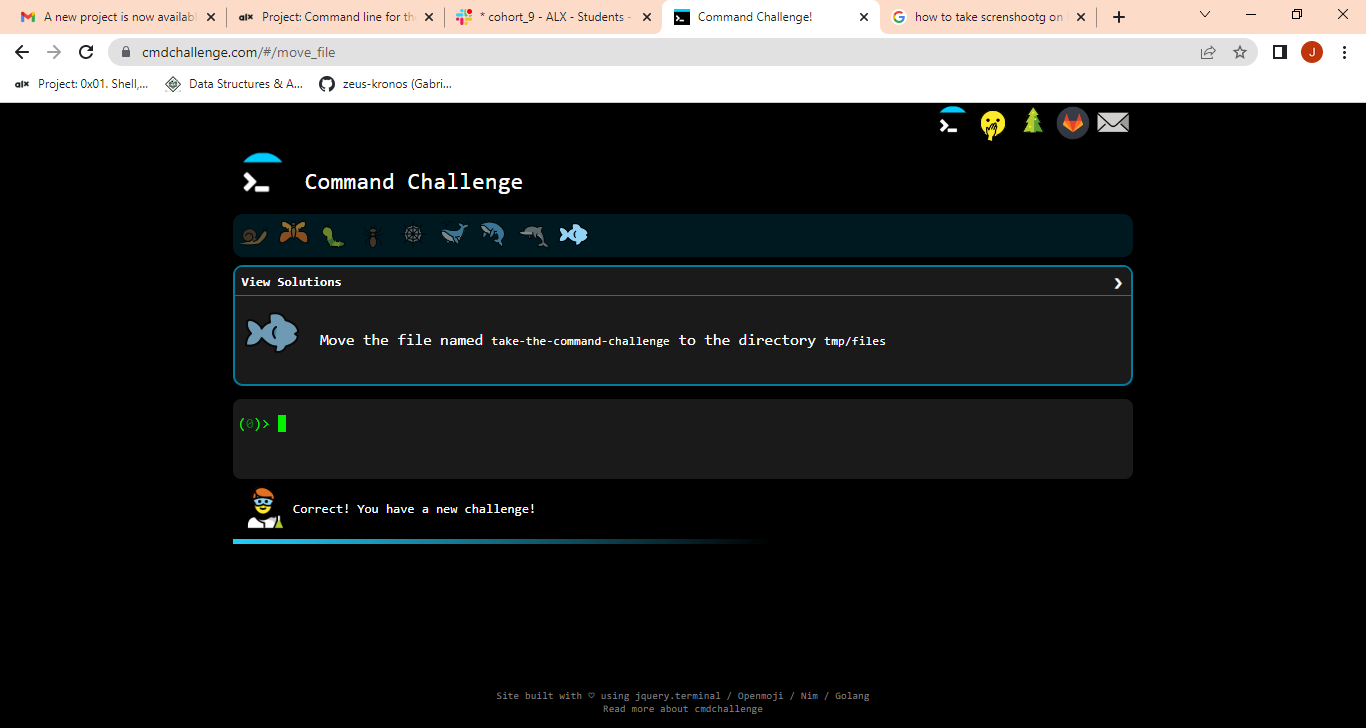 A new project is now availab
alx Project: Command line for th
* cohort_9 - ALX - Students -
Command Challenge!
how to take screnshootg on
cmdchallenge.com/#/move_file
J
alx Project: 0x01. Shell,...
Data Structures & A...
zeus-kronos (Gabri...
Command Challenge
View Solutions
Move the file named take-the-command-challenge to the directory tmp/files
(0)>
Correct! You have a new challenge!
Site built with ♡ using jquery.terminal / Openmoji / Nim / Golang
Read more about cmdchallenge